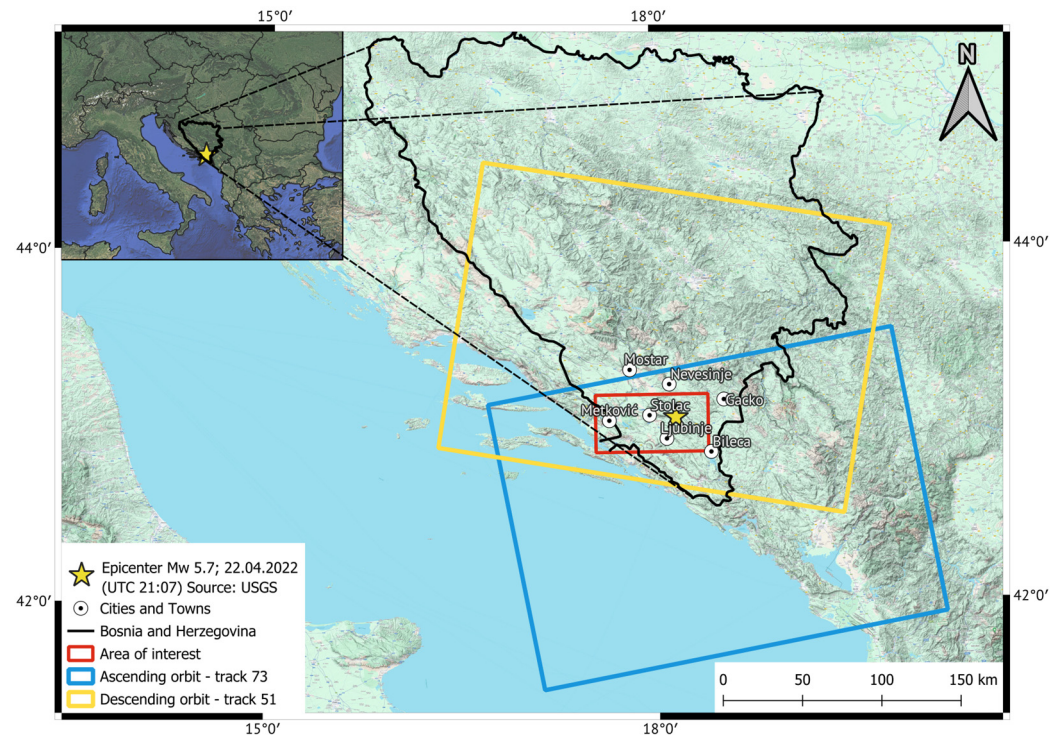 15°0′ 18°0′
N
44°0′ 44°0′
Mostar
Nevesinje
Gacko
Metković Stolac
Ljubinje
Bileca
42°0′ 42°0′
Epicenter Mw 5.7; 22.04.2022
(UTC 21:07) Source: USGS
Cities and Towns
Bosnia and Herzegovina
Area of interest
Ascending orbit - track 73
Descending orbit - track 51
0 50 100 150 km
15°0′ 18°0′